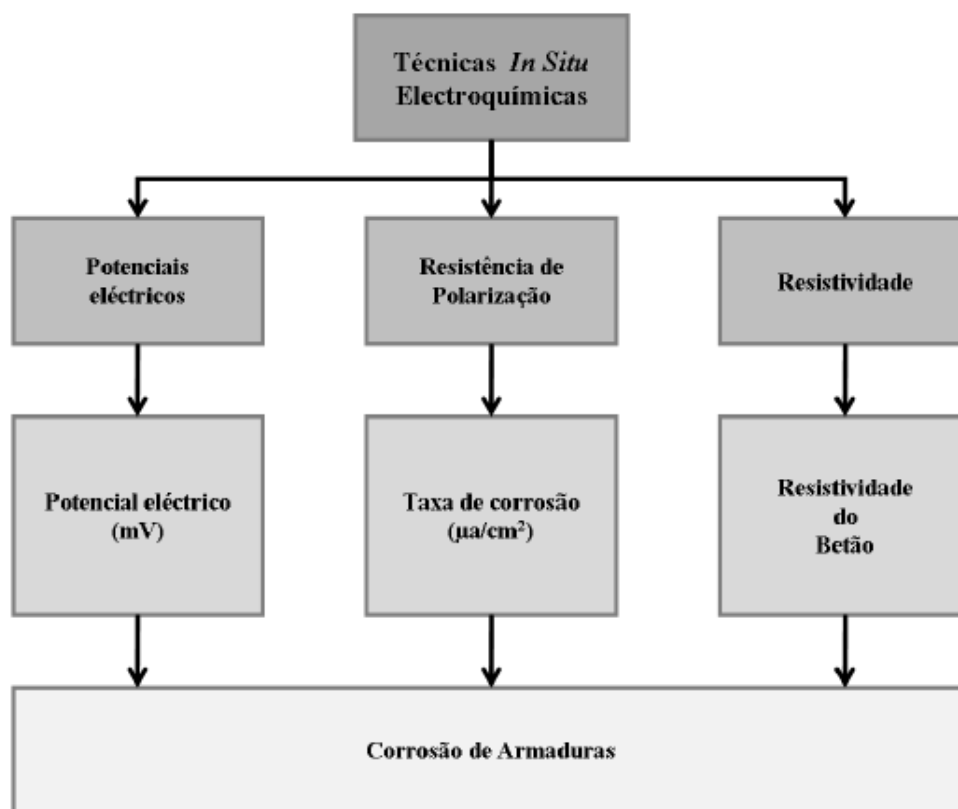 Técnicas In Situ
Electroquímicas
Potenciais
eléctricos
Resistência de
Polarização
Resistividade
Potencial eléctrico
(mV)
Taxa de corrosão
(μa/cm²)
Resistividade
do
Betão
Corrosão de Armaduras